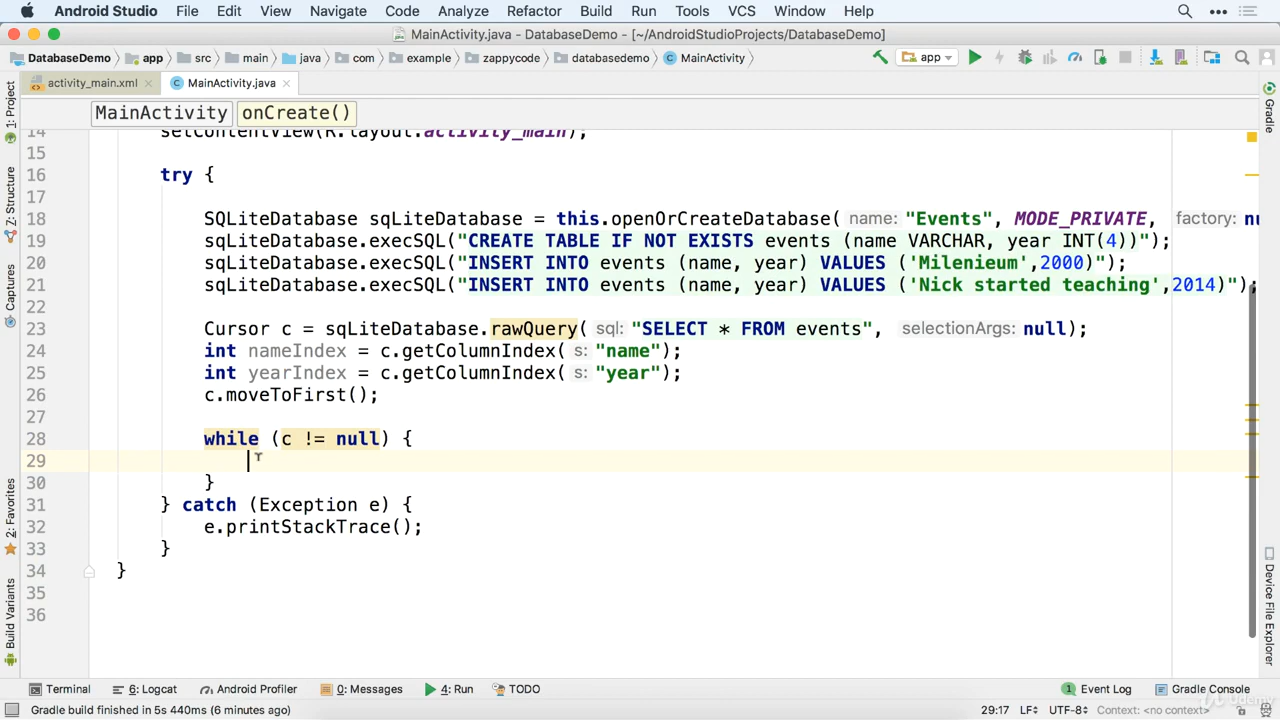 Android Studio File Edit View Navigate Code Analyze Refactor Build Run Tools VCS Window Help
MainActivity.java - DatabaseDemo - [~/AndroidStudioProjects/DatabaseDemo]
DatabaseDemo app src main java com example zappycode databasedemo MainActivity app
activity_main.xml MainActivity.java
MainActivity onCreate()
14 setContentView(R.layout.activity_main);
15
16 try {
17
18 SQLiteDatabase sqLiteDatabase = this.openOrCreateDatabase( name: "Events", MODE_PRIVATE, factory: nu
19 sqLiteDatabase.execSQL("CREATE TABLE IF NOT EXISTS events (name VARCHAR, year INT(4))");
20 sqLiteDatabase.execSQL("INSERT INTO events (name, year) VALUES ('Milenieum',2000)");
21 sqLiteDatabase.execSQL("INSERT INTO events (name, year) VALUES ('Nick started teaching',2014)");
22
23 Cursor c = sqLiteDatabase.rawQuery( sql: "SELECT * FROM events", selectionArgs: null);
24 int nameIndex = c.getColumnIndex( s: "name");
25 int yearIndex = c.getColumnIndex( s: "year");
26 c.moveToFirst();
27
28 while (c != null) {
29
30 }
31 } catch (Exception e) {
32 e.printStackTrace();
33 }
34 }
35
36
1: Project
Z: Structure
Captures
2: Favorites
Build Variants
Gradle
Device File Explorer
Terminal 6: Logcat Android Profiler 0: Messages 4: Run TODO 1 Event Log Gradle Console
Gradle build finished in 5s 440ms (6 minutes ago) 29:17 LF UTF-8 Context: <no context>
Udemy